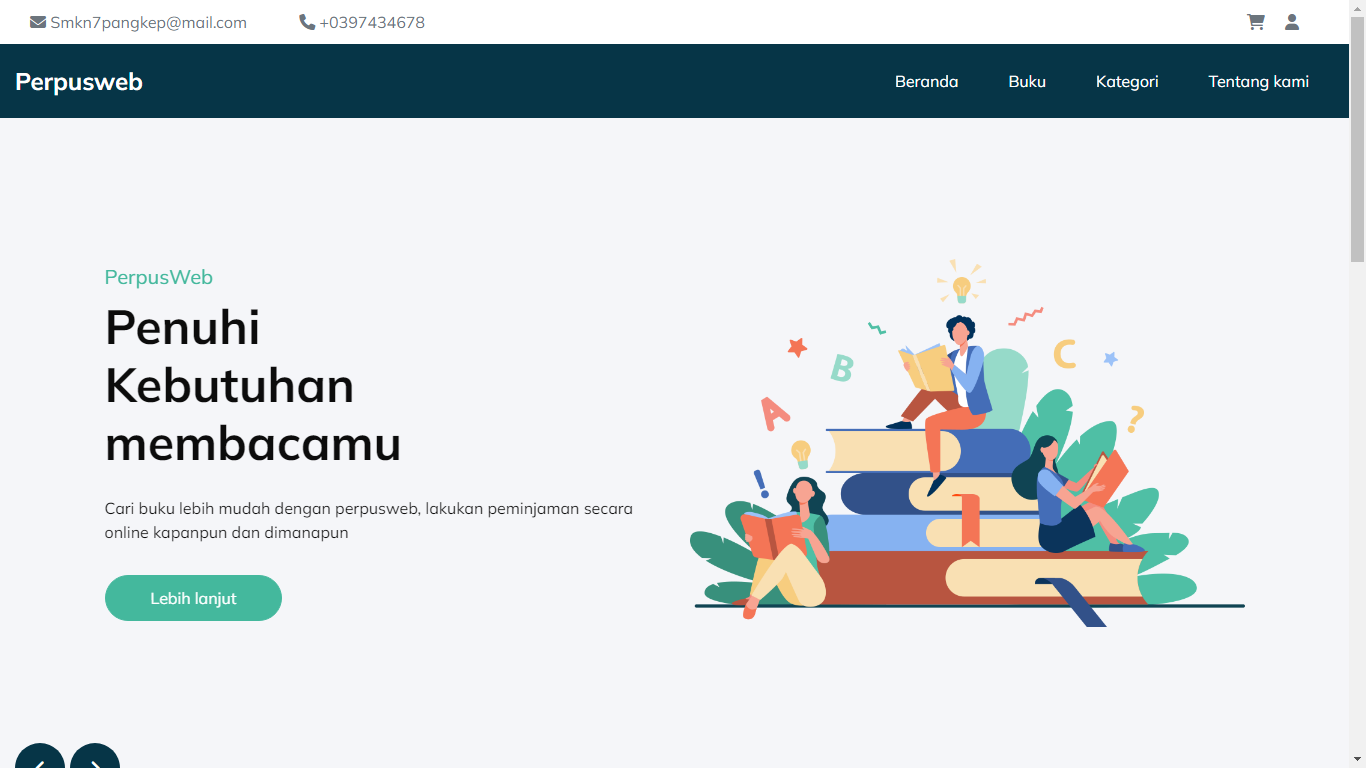 Smkn7pangkep@mail.com +0397434678
Perpusweb Beranda Buku Kategori Tentang kami
PerpusWeb
Penuhi
Kebutuhan
membacamu
Cari buku lebih mudah dengan perpusweb, lakukan peminjaman secara
online kapanpun dan dimanapun
Lebih lanjut
A
B
C
?
!